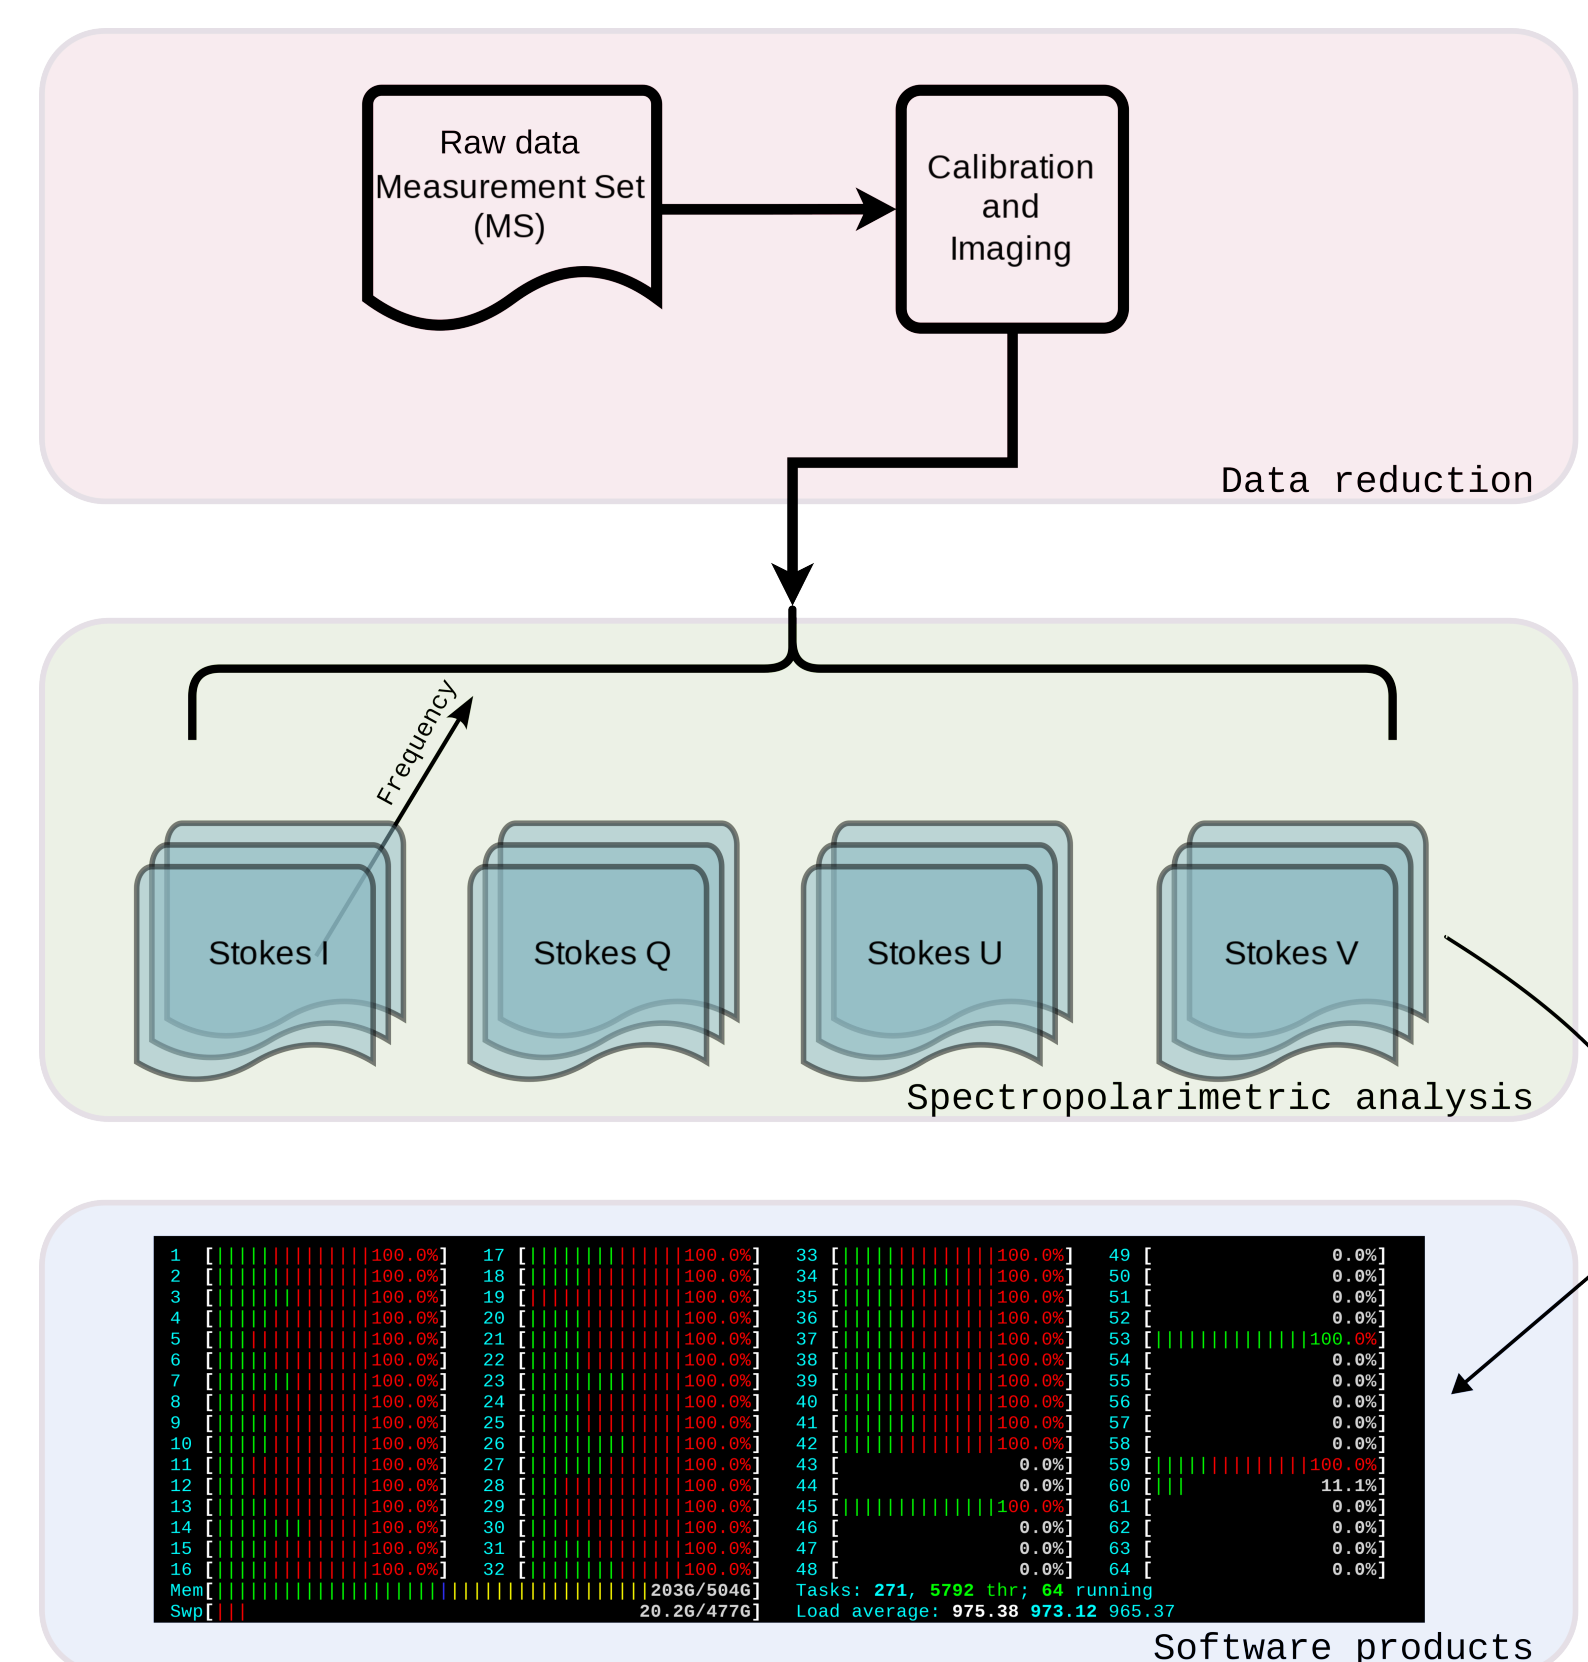 Raw data
Measurement Set
(MS)
Calibration
and
Imaging
Data reduction
Frequency
Stokes I
Stokes Q
Stokes U
Stokes V
Spectropolarimetric analysis
1 [||||||||||||||100.0%] 17 [||||||||||||||100.0%] 33 [||||||||||||||100.0%] 49 [ 0.0%]
2 [||||||||||||||100.0%] 18 [||||||||||||||100.0%] 34 [||||||||||||||100.0%] 50 [ 0.0%]
3 [||||||||||||||100.0%] 19 [||||||||||||||100.0%] 35 [||||||||||||||100.0%] 51 [ 0.0%]
4 [||||||||||||||100.0%] 20 [||||||||||||||100.0%] 36 [||||||||||||||100.0%] 52 [ 0.0%]
5 [||||||||||||||100.0%] 21 [||||||||||||||100.0%] 37 [||||||||||||||100.0%] 53 [||||||||||||||100.0%]
6 [||||||||||||||100.0%] 22 [||||||||||||||100.0%] 38 [||||||||||||||100.0%] 54 [ 0.0%]
7 [||||||||||||||100.0%] 23 [||||||||||||||100.0%] 39 [||||||||||||||100.0%] 55 [ 0.0%]
8 [||||||||||||||100.0%] 24 [||||||||||||||100.0%] 40 [||||||||||||||100.0%] 56 [ 0.0%]
9 [||||||||||||||100.0%] 25 [||||||||||||||100.0%] 41 [||||||||||||||100.0%] 57 [ 0.0%]
10 [||||||||||||||100.0%] 26 [||||||||||||||100.0%] 42 [||||||||||||||100.0%] 58 [ 0.0%]
11 [||||||||||||||100.0%] 27 [||||||||||||||100.0%] 43 [ 0.0%] 59 [||||||||||||||100.0%]
12 [||||||||||||||100.0%] 28 [||||||||||||||100.0%] 44 [ 0.0%] 60 [||| 11.1%]
13 [||||||||||||||100.0%] 29 [||||||||||||||100.0%] 45 [||||||||||||||100.0%] 61 [ 0.0%]
14 [||||||||||||||100.0%] 30 [||||||||||||||100.0%] 46 [ 0.0%] 62 [ 0.0%]
15 [||||||||||||||100.0%] 31 [||||||||||||||100.0%] 47 [ 0.0%] 63 [ 0.0%]
16 [||||||||||||||100.0%] 32 [||||||||||||||100.0%] 48 [ 0.0%] 64 [ 0.0%]
Mem[|||||||||||||||||||||||||||||||||||||||203G/504G] Tasks: 271, 5792 thr; 64 running
Swp[||| 20.2G/477G] Load average: 975.38 973.12 965.37
Software products